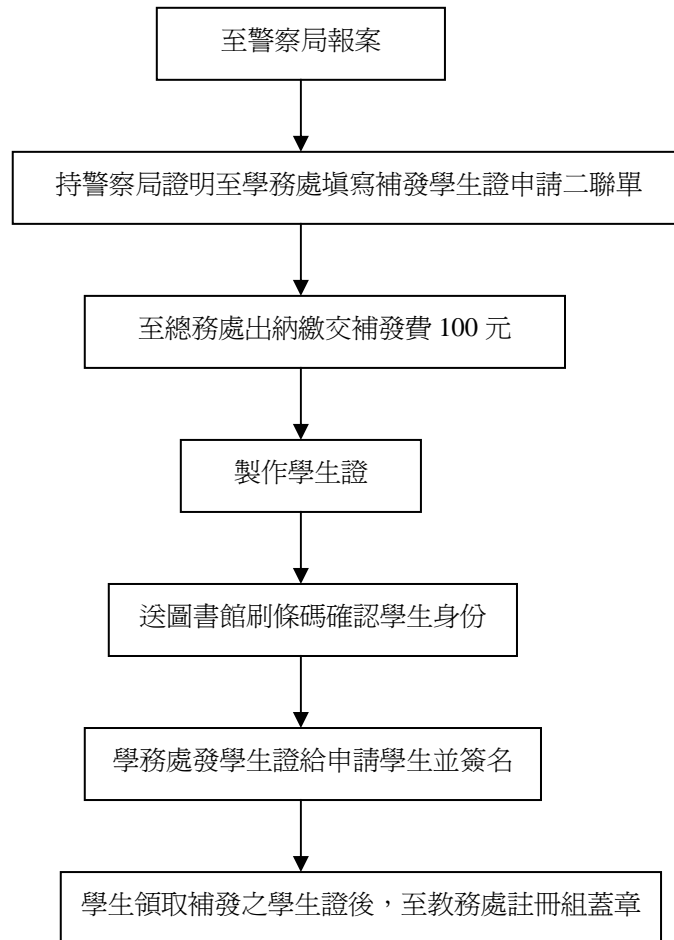 至警察局報案
持警察局證明至學務處填寫補發學生證申請二聯單
至總務處出納繳交補發費 100 元
製作學生證
送圖書館刷條碼確認學生身份
學務處發學生證給申請學生並簽名
學生領取補發之學生證後，至教務處註冊組蓋章